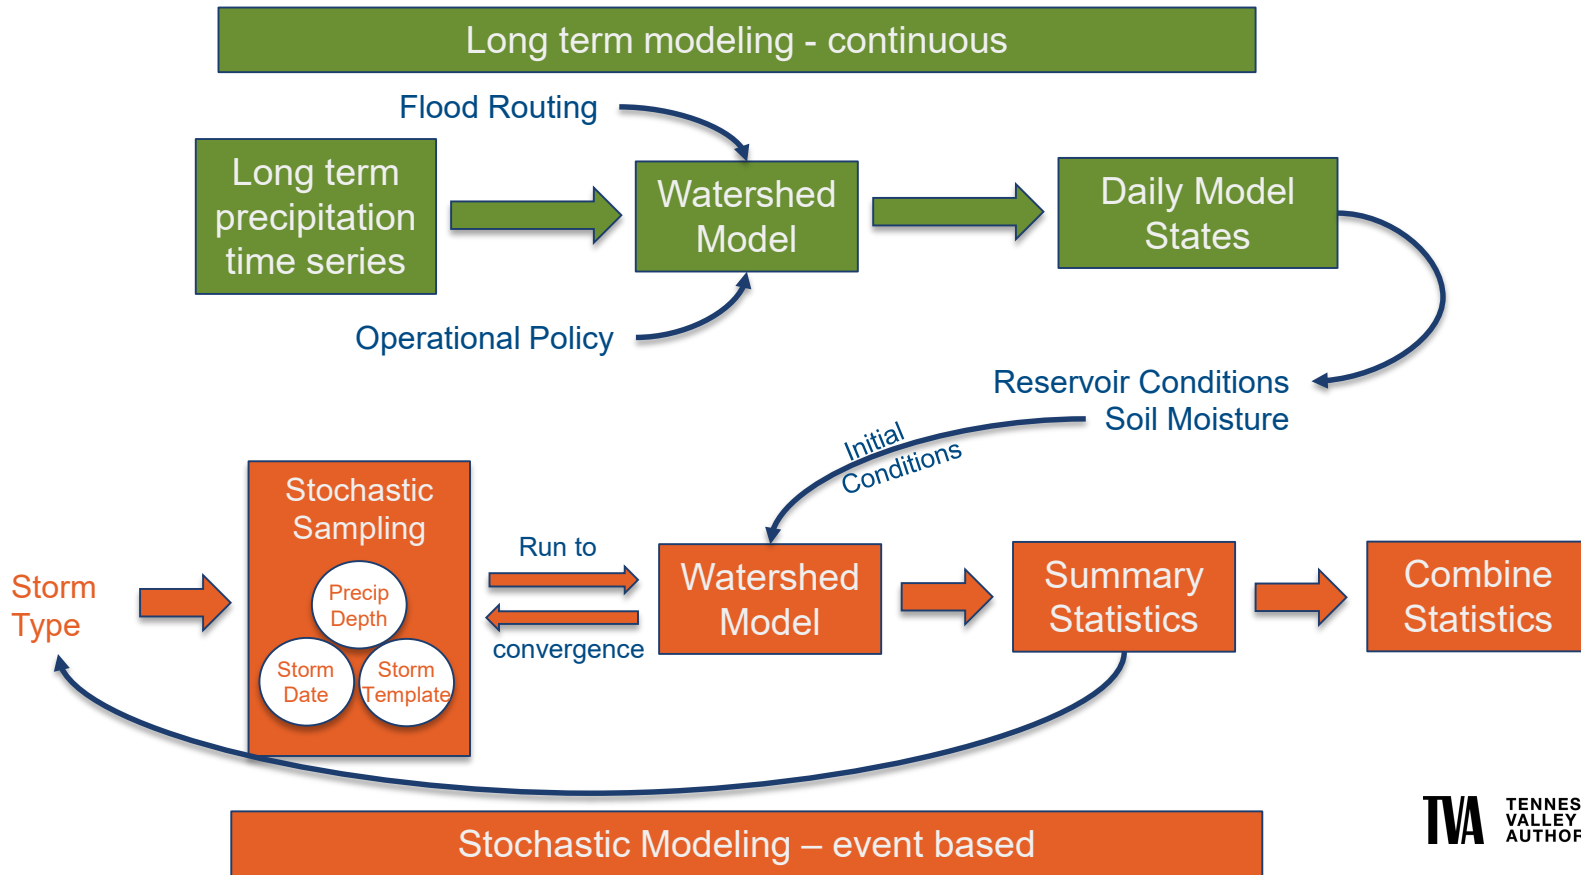 Long term modeling - continuous
Flood Routing
Long term
precipitation
time series
Watershed
Model
Daily Model
States
Operational Policy
Reservoir Conditions
Soil Moisture
Initial
Conditions
Stochastic
Sampling
Precip
Depth
Storm
Date
Storm
Template
Storm
Type
Run to
convergence
Watershed
Model
Summary
Statistics
Combine
Statistics
Stochastic Modeling – event based
TVA
TENNES
VALLEY
AUTHOR